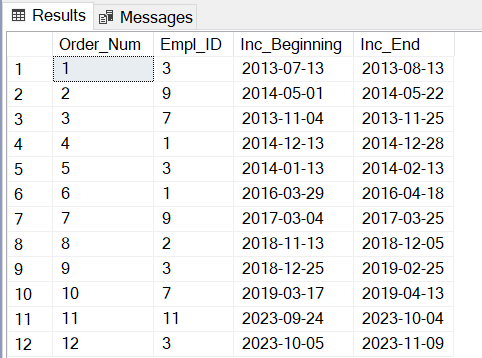 Results Messages
Order_Num Empl_ID Inc_Beginning Inc_End
1 1 3 2013-07-13 2013-08-13
2 2 9 2014-05-01 2014-05-22
3 3 7 2013-11-04 2013-11-25
4 4 1 2014-12-13 2014-12-28
5 5 3 2014-01-13 2014-02-13
6 6 1 2016-03-29 2016-04-18
7 7 9 2017-03-04 2017-03-25
8 8 2 2018-11-13 2018-12-05
9 9 3 2018-12-25 2019-02-25
10 10 7 2019-03-17 2019-04-13
11 11 11 2023-09-24 2023-10-04
12 12 3 2023-10-05 2023-11-09